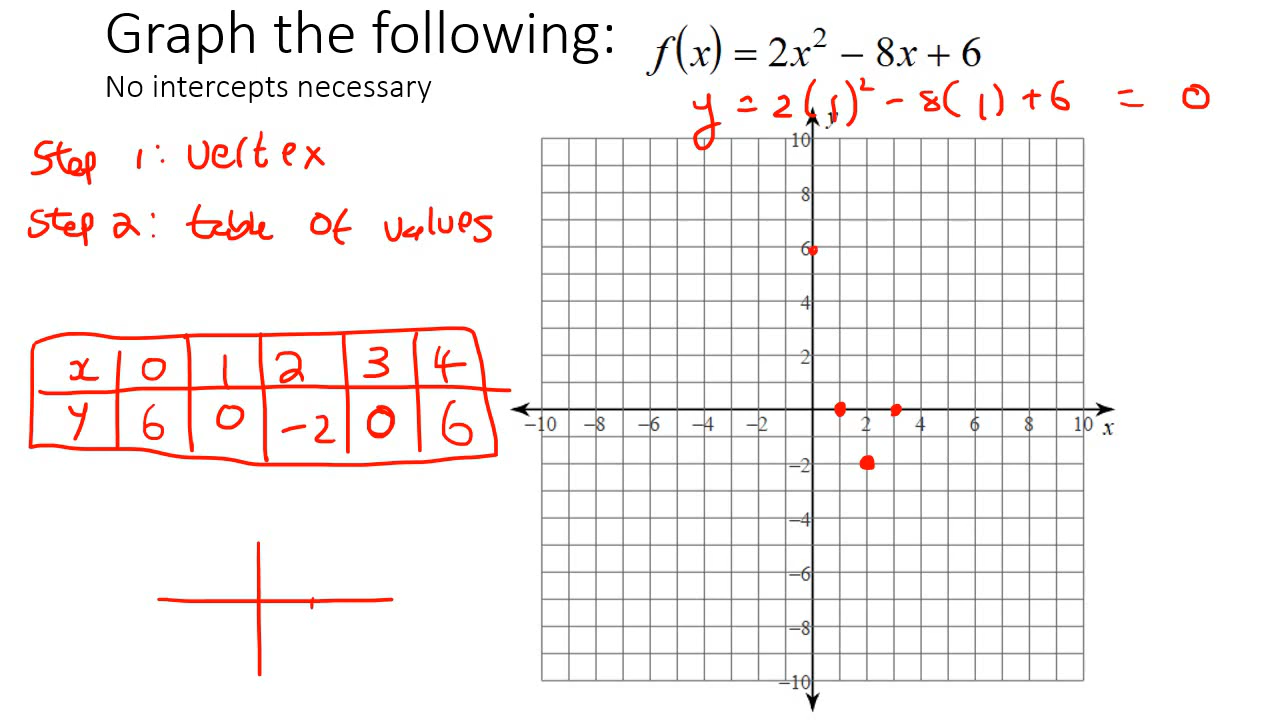 Graph the following:
f(x) = 2x² − 8x + 6
No intercepts necessary
y = 2(1)² - 8(1) + 6 = 0
Step 1: vertex
Step 2: table of values
x 0 1 2 3 4
y 6 0 -2 0 6
y
10
8
6
4
2
−10 −8 −6 −4 −2 2 4 6 8 10 x
−2
−4
−6
−8
−10